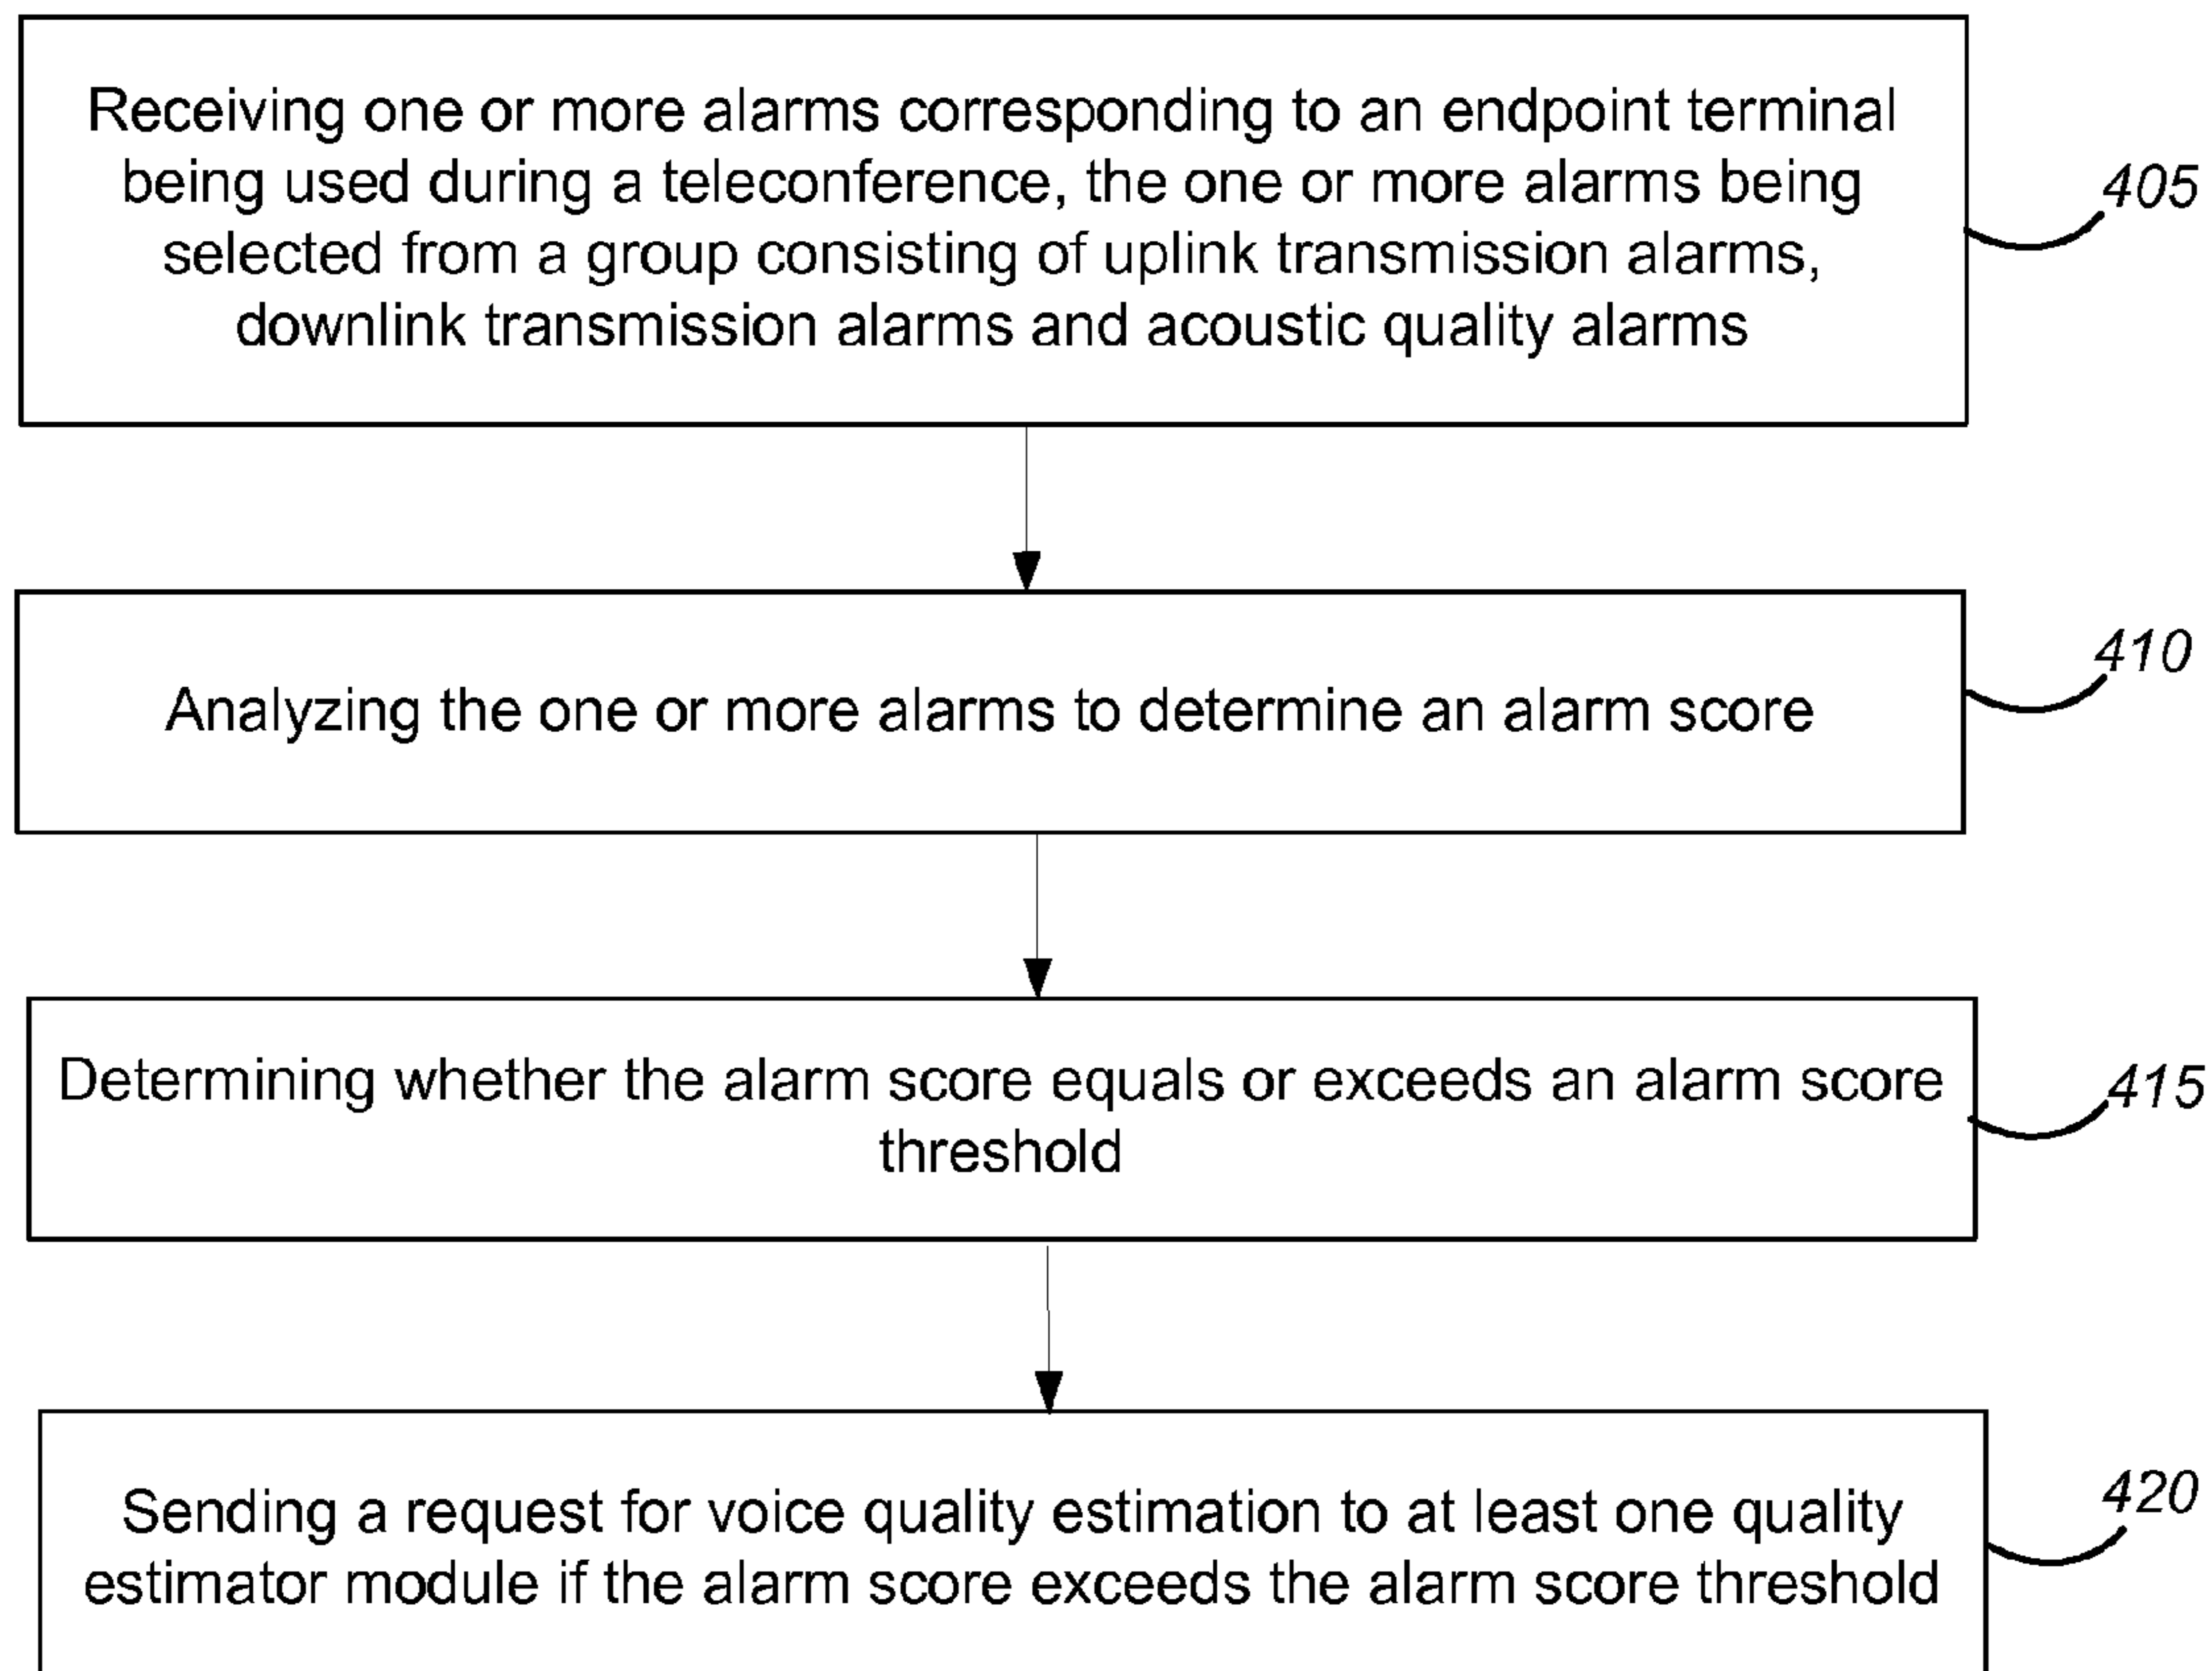 Receiving one or more alarms corresponding to an endpoint terminal
being used during a teleconference, the one or more alarms being
selected from a group consisting of uplink transmission alarms,
downlink transmission alarms and acoustic quality alarms
405
Analyzing the one or more alarms to determine an alarm score
410
Determining whether the alarm score equals or exceeds an alarm score
threshold
415
Sending a request for voice quality estimation to at least one quality
estimator module if the alarm score exceeds the alarm score threshold
420